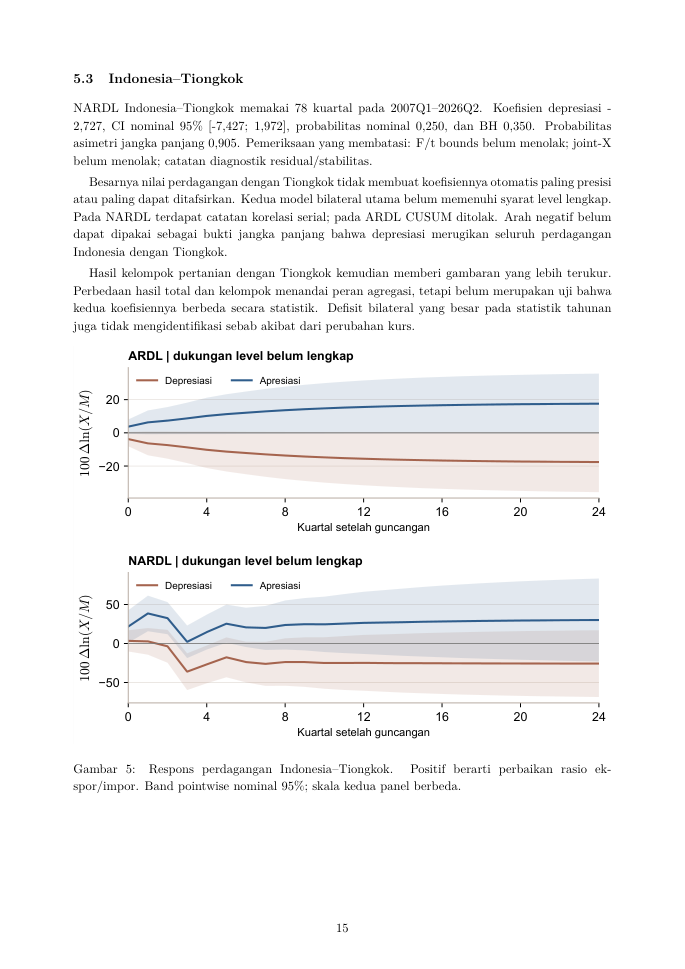 5.3 Indonesia–Tiongkok
NARDL Indonesia–Tiongkok memakai 78 kuartal pada 2007Q1–2026Q2. Koefisien depresiasi -
2,727, CI nominal 95% [-7,427; 1,972], probabilitas nominal 0,250, dan BH 0,350. Probabilitas
asimetri jangka panjang 0,905. Pemeriksaan yang membatasi: F/t bounds belum menolak; joint-X
belum menolak; catatan diagnostik residual/stabilitas.
Besarnya nilai perdagangan dengan Tiongkok tidak membuat koefisiennya otomatis paling presisi
atau paling dapat ditafsirkan. Kedua model bilateral utama belum memenuhi syarat level lengkap.
Pada NARDL terdapat catatan korelasi serial; pada ARDL CUSUM ditolak. Arah negatif belum
dapat dipakai sebagai bukti jangka panjang bahwa depresiasi merugikan seluruh perdagangan
Indonesia dengan Tiongkok.
Hasil kelompok pertanian dengan Tiongkok kemudian memberi gambaran yang lebih terukur.
Perbedaan hasil total dan kelompok menandai peran agregasi, tetapi belum merupakan uji bahwa
kedua koefisiennya berbeda secara statistik. Defisit bilateral yang besar pada statistik tahunan
juga tidak mengidentifikasi sebab akibat dari perubahan kurs.
ARDL | dukungan level belum lengkap
Depresiasi Apresiasi
100 Δln(X/M)
20
0
−20
0 4 8 12 16 20 24
Kuartal setelah guncangan
NARDL | dukungan level belum lengkap
Depresiasi Apresiasi
100 Δln(X/M)
50
0
−50
0 4 8 12 16 20 24
Kuartal setelah guncangan
Gambar 5: Respons perdagangan Indonesia–Tiongkok. Positif berarti perbaikan rasio ek-
spor/impor. Band pointwise nominal 95%; skala kedua panel berbeda.
15